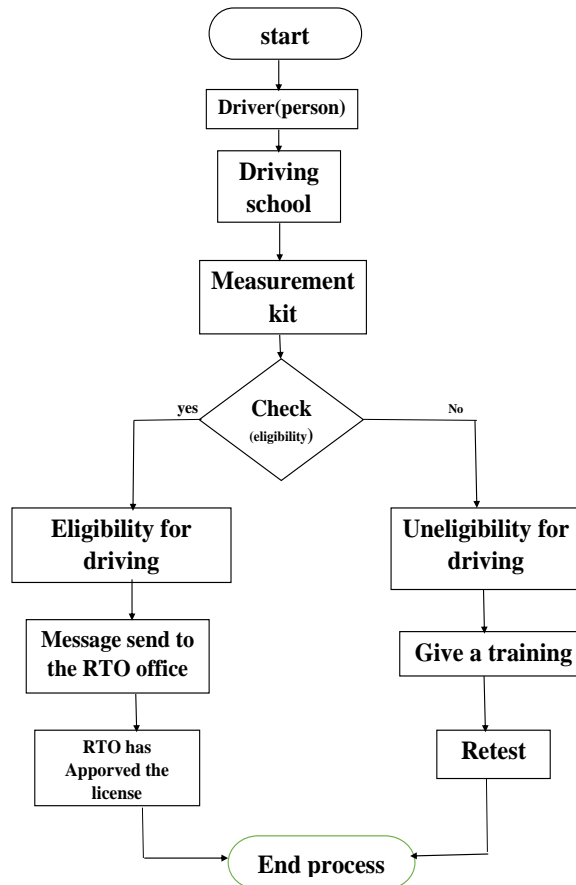 start
Driver(person)
Driving
school
Measurement
kit
yes
Check
(eligibility)
No
Eligibility for
driving
Uneligibility for
driving
Message send to
the RTO office
Give a training
RTO has
Apporved the
license
Retest
End process